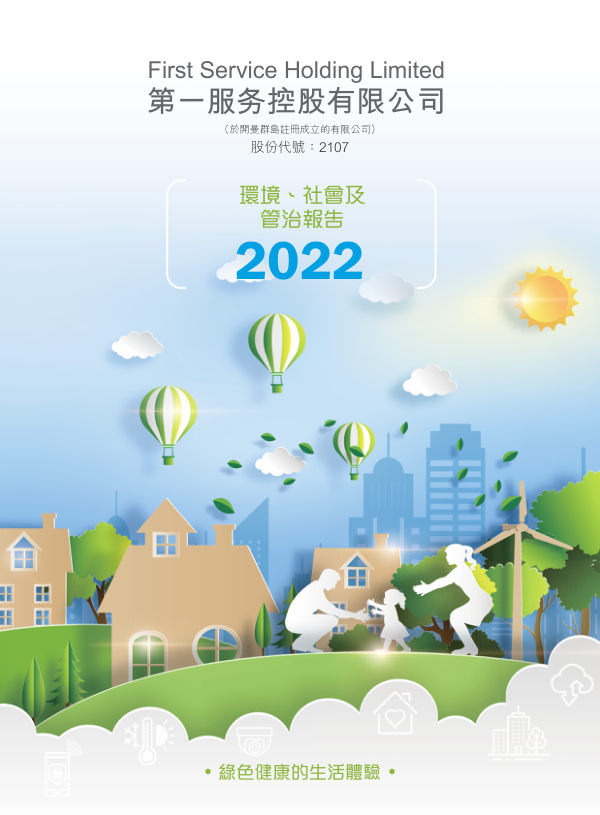 First Service Holding Limited
第一服务控股有限公司
（於開曼群島註冊成立的有限公司）
股份代號：2107
環境、社會及
管治報告
2022
• 綠色健康的生活體驗 •